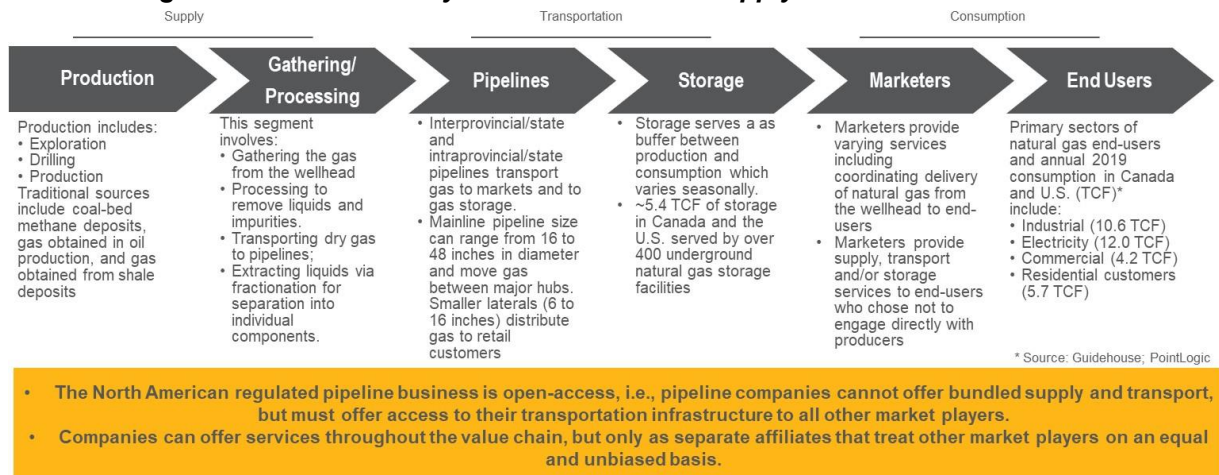 Supply
Transportation
Consumption
Production
Gathering/
Processing
Pipelines
Storage
Marketers
End Users
Production includes:
• Exploration
• Drilling
• Production
Traditional sources
include coal-bed
methane deposits,
gas obtained in oil
production, and gas
obtained from shale
deposits
This segment
involves:
• Gathering the gas
from the wellhead
• Processing to
remove liquids and
impurities.
• Transporting dry gas
to pipelines;
• Extracting liquids via
fractionation for
separation into
individual
components.
• Interprovincial/state
and
intraprovincial/state
pipelines transport
gas to markets and to
gas storage.
• Mainline pipeline size
can range from 16 to
48 inches in diameter
and move gas
between major hubs.
Smaller laterals (6 to
16 inches) distribute
gas to retail
customers
• Storage serves a as
buffer between
production and
consumption which
varies seasonally.
• ~5.4 TCF of storage
in Canada and the
U.S. served by over
400 underground
natural gas storage
facilities
• Marketers provide
varying services
including
coordinating delivery
of natural gas from
the wellhead to end-
users
• Marketers provide
supply, transport
and/or storage
services to end-users
who chose not to
engage directly with
producers
Primary sectors of
natural gas end-users
and annual 2019
consumption in Canada
and U.S. (TCF)*
include:
• Industrial (10.6 TCF)
• Electricity (12.0 TCF)
• Commercial (4.2 TCF)
• Residential customers
(5.7 TCF)
* Source: Guidehouse; PointLogic
• The North American regulated pipeline business is open-access, i.e., pipeline companies cannot offer bundled supply and transport,
but must offer access to their transportation infrastructure to all other market players.
• Companies can offer services throughout the value chain, but only as separate affiliates that treat other market players on an equal
and unbiased basis.